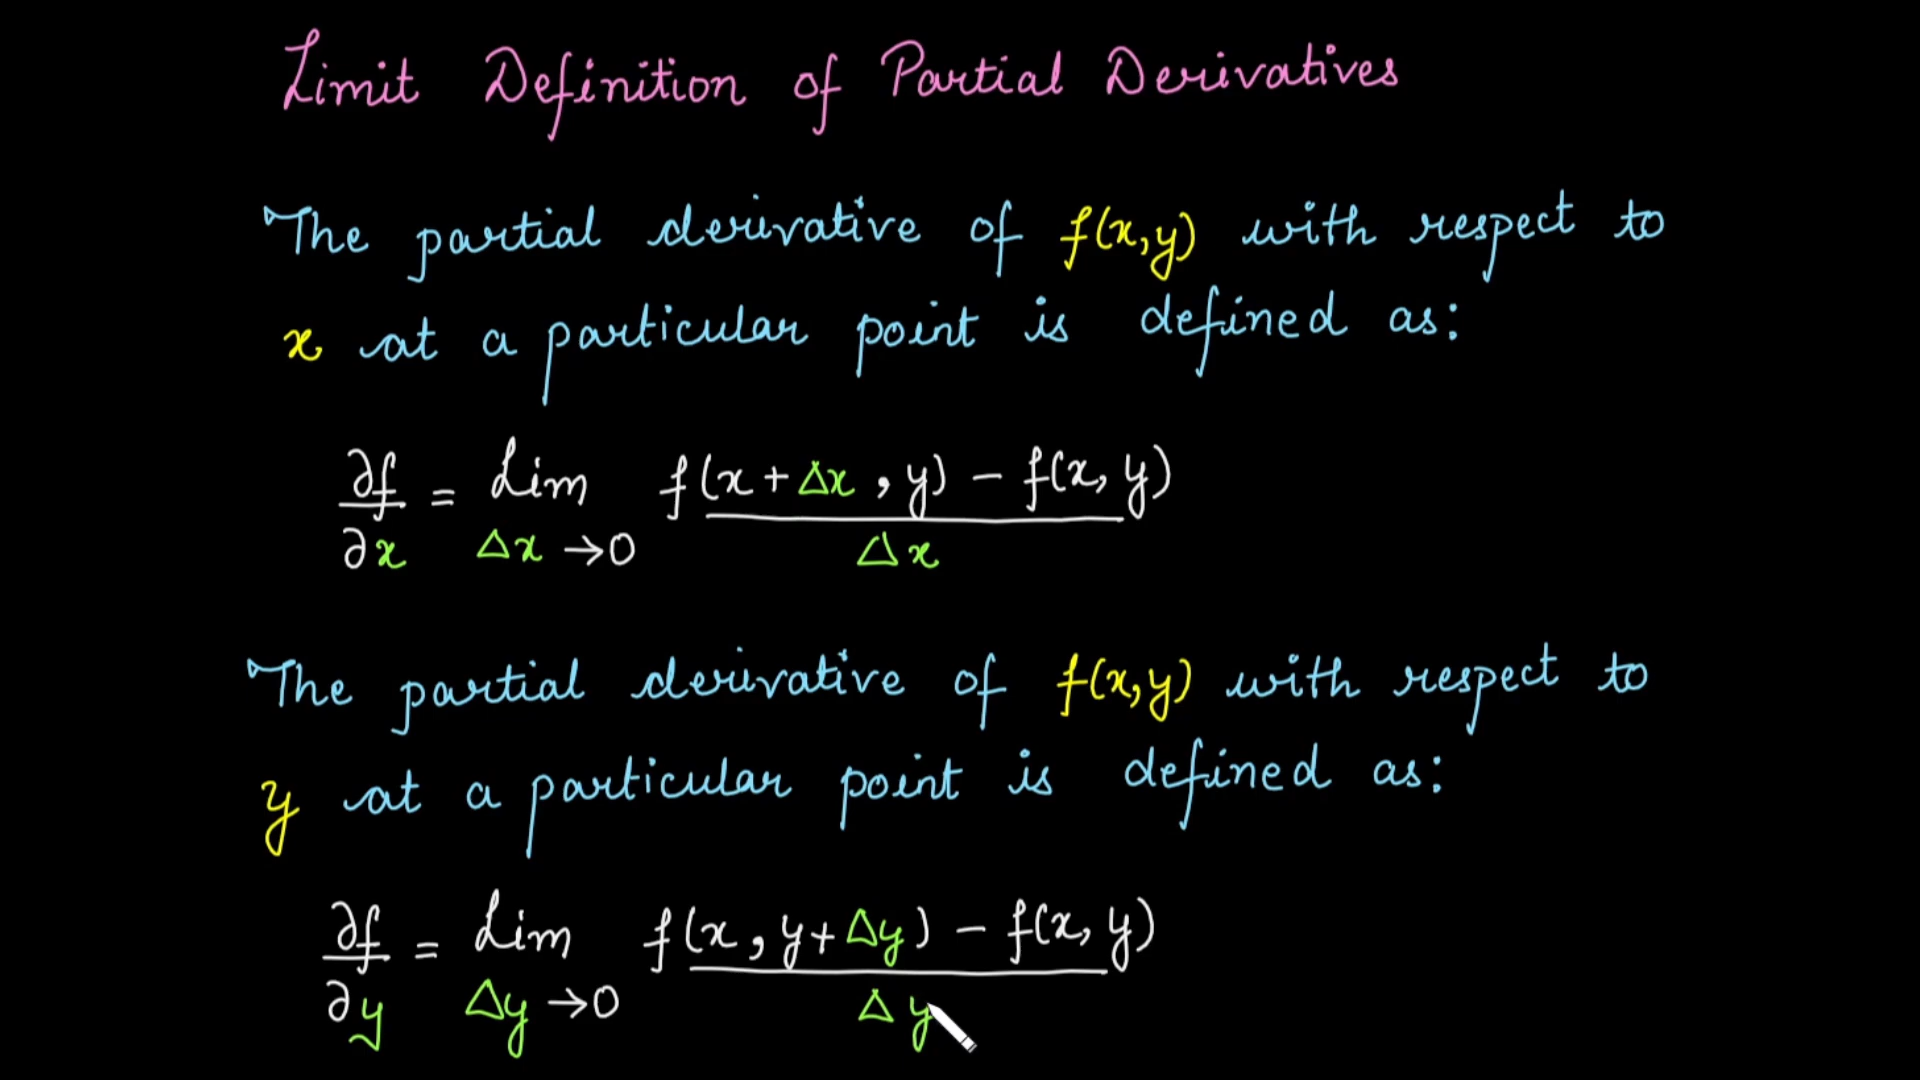 Limit Definition of Partial Derivatives
The partial derivative of f(x,y) with respect to
x at a particular point is defined as:
∂f/∂x = Lim Δx→0 f(x+Δx, y) − f(x, y) / Δx
The partial derivative of f(x,y) with respect to
y at a particular point is defined as:
∂f/∂y = Lim Δy→0 f(x, y+Δy) − f(x, y) / Δy